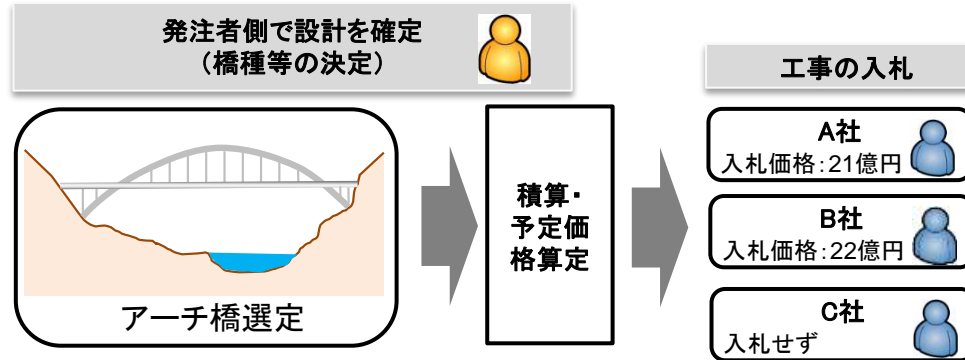 発注者側で設計を確定
（橋種等の決定）
アーチ橋選定
積算・
予定価
格算定
工事の入札
A社
入札価格：21億円
B社
入札価格：22億円
C社
入札せず